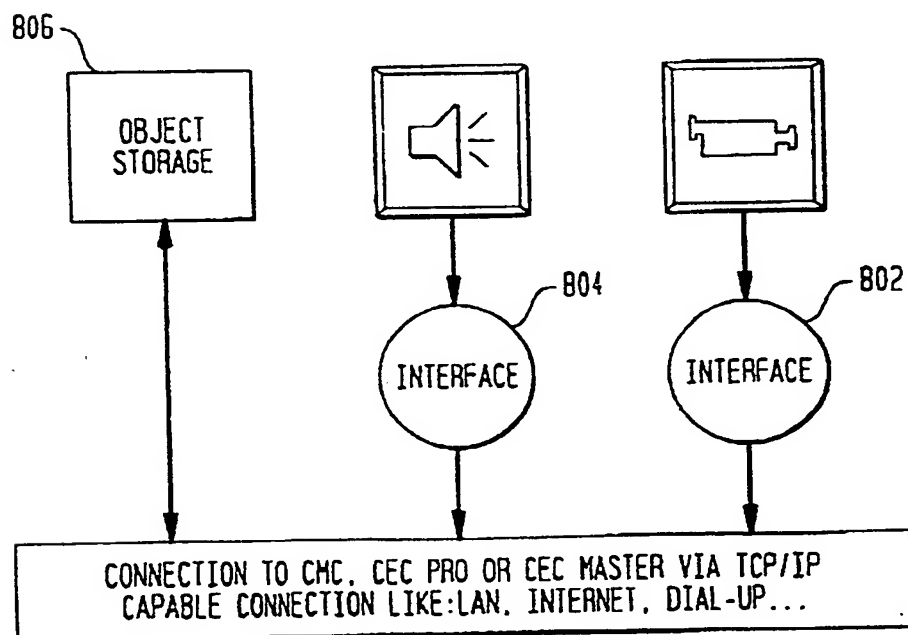 806
OBJECT
STORAGE
804
INTERFACE
802
INTERFACE
CONNECTION TO CMC, CEC PRO OR CEC MASTER VIA TCP/IP
CAPABLE CONNECTION LIKE:LAN, INTERNET, DIAL-UP...